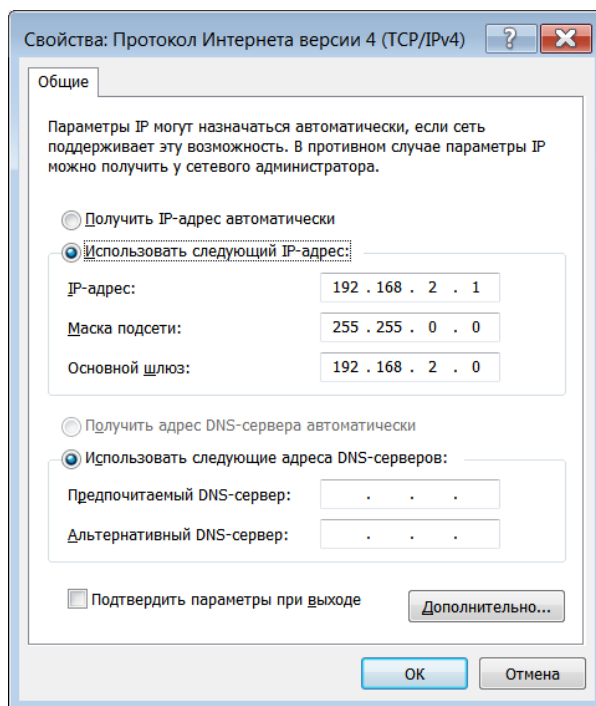 Свойства: Протокол Интернета версии 4 (TCP/IPv4)
Общие
Параметры IP могут назначаться автоматически, если сеть
поддерживает эту возможность. В противном случае параметры IP
можно получить у сетевого администратора.
Получить IP-адрес автоматически
Использовать следующий IP-адрес:
IP-адрес: 192 . 168 . 2 . 1
Маска подсети: 255 . 255 . 0 . 0
Основной шлюз: 192 . 168 . 2 . 0
Получить адрес DNS-сервера автоматически
Использовать следующие адреса DNS-серверов:
Предпочитаемый DNS-сервер: . . .
Альтернативный DNS-сервер: . . .
Подтвердить параметры при выходе
Дополнительно...
ОК
Отмена